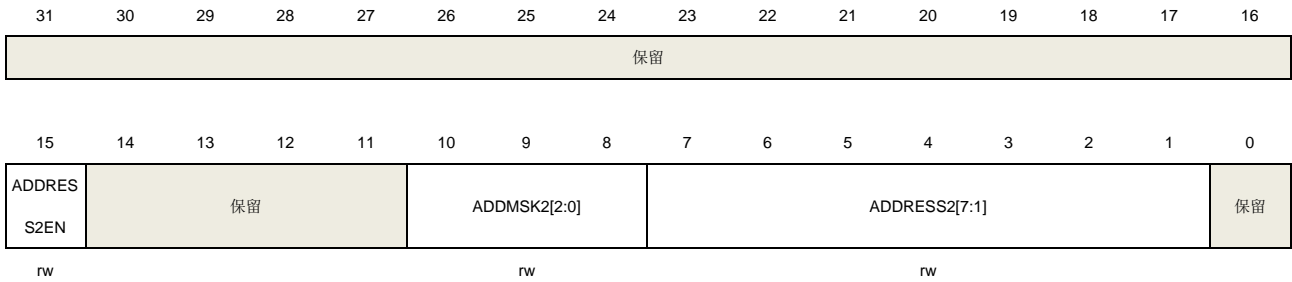 31 30 29 28 27 26 25 24 23 22 21 20 19 18 17 16
保留
15 14 13 12 11 10 9 8 7 6 5 4 3 2 1 0
ADDRES
S2EN
保留
ADDMSK2[2:0]
ADDRESS2[7:1]
保留
rw rw rw